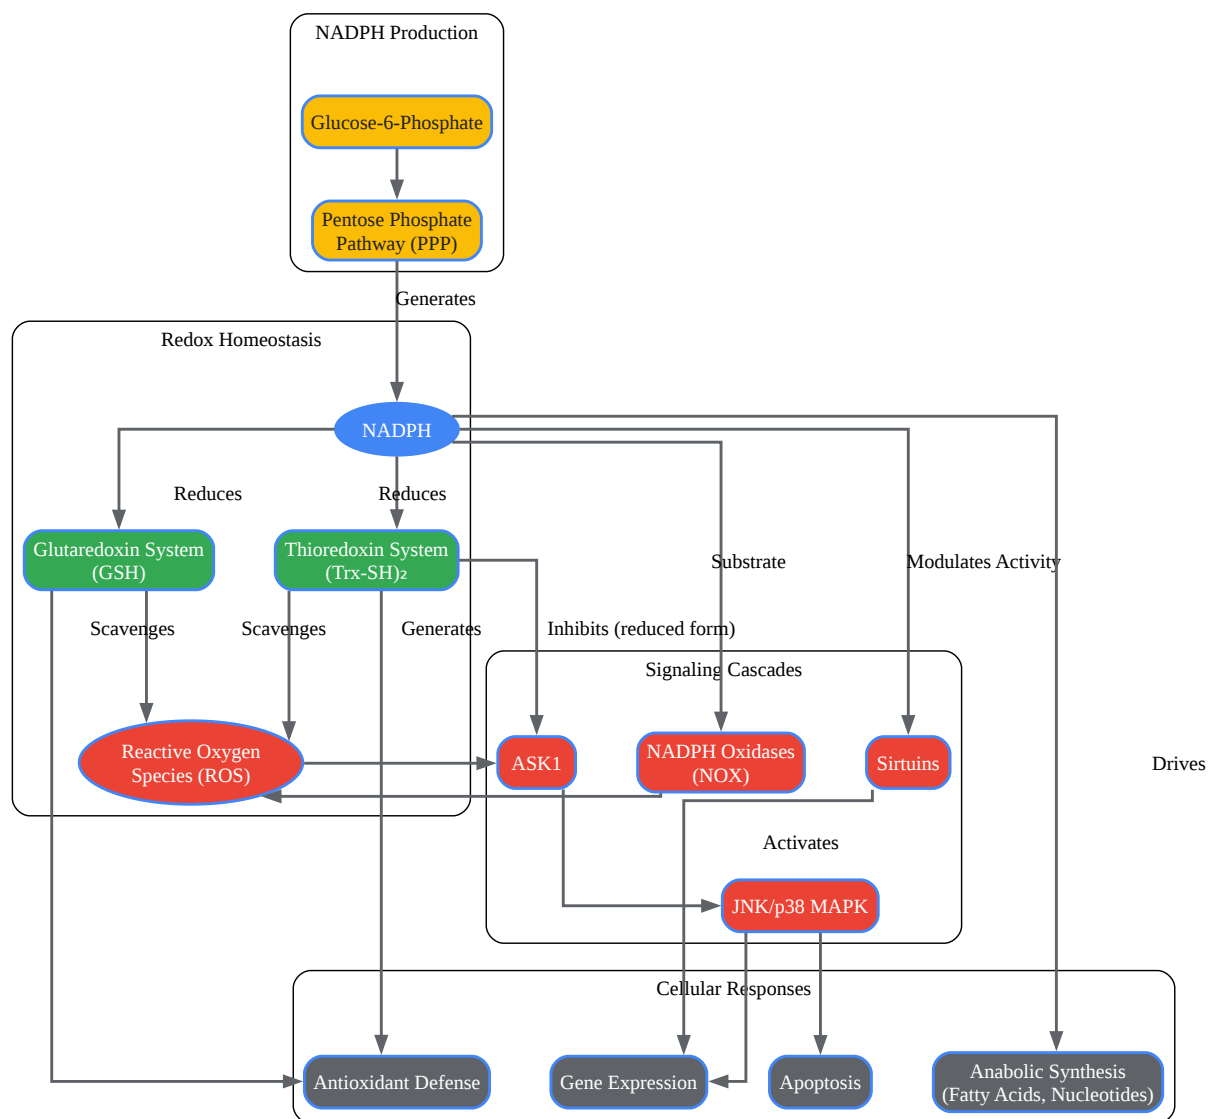 NADPH Production
Glucose-6-Phosphate
Pentose Phosphate
Pathway (PPP)
Generates
Redox Homeostasis
NADPH
Reduces
Reduces
Glutaredoxin System
(GSH)
Thioredoxin System
(Trx-SH)₂
Substrate
Modulates Activity
Scavenges
Scavenges
Generates
Inhibits (reduced form)
Signaling Cascades
Reactive Oxygen
Species (ROS)
ASK1
NADPH Oxidases
(NOX)
Sirtuins
Drives
Activates
JNK/p38 MAPK
Cellular Responses
Antioxidant Defense
Gene Expression
Apoptosis
Anabolic Synthesis
(Fatty Acids, Nucleotides)